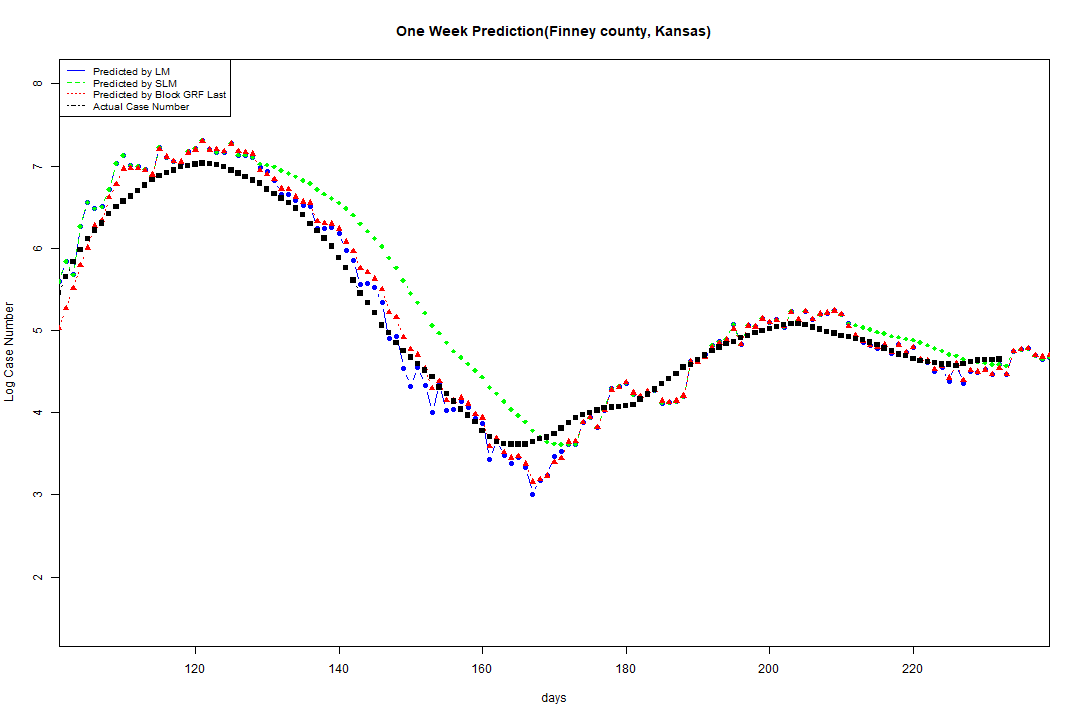 One Week Prediction(Finney county, Kansas)
Predicted by LM
Predicted by SLM
Predicted by Block GRF Last
Actual Case Number
8
7
6
5
4
3
2
Log Case Number
120 140 160 180 200 220
days